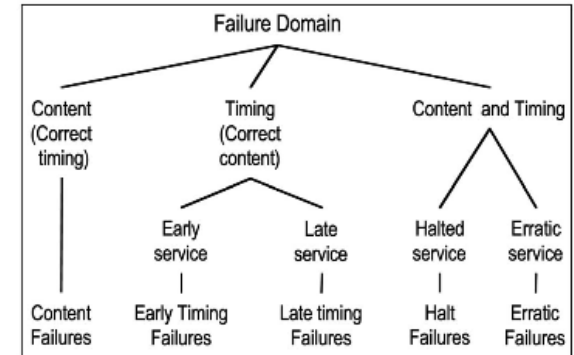 Failure Domain
Content
(Correct
timing)
Timing
(Correct
content)
Content and Timing
Early
service
Late
service
Halted
service
Erratic
service
Content
Failures
Early Timing
Failures
Late timing
Failures
Halt
Failures
Erratic
Failures